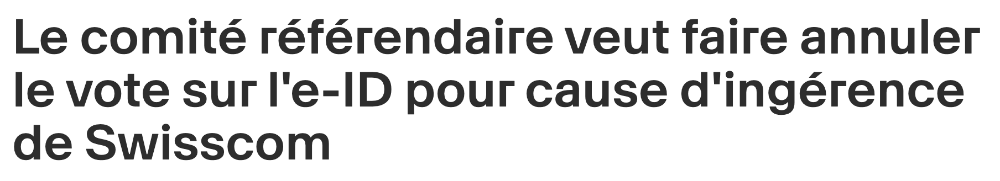 Le comité référendaire veut faire annuler
le vote sur l'e-ID pour cause d'ingérence
de Swisscom